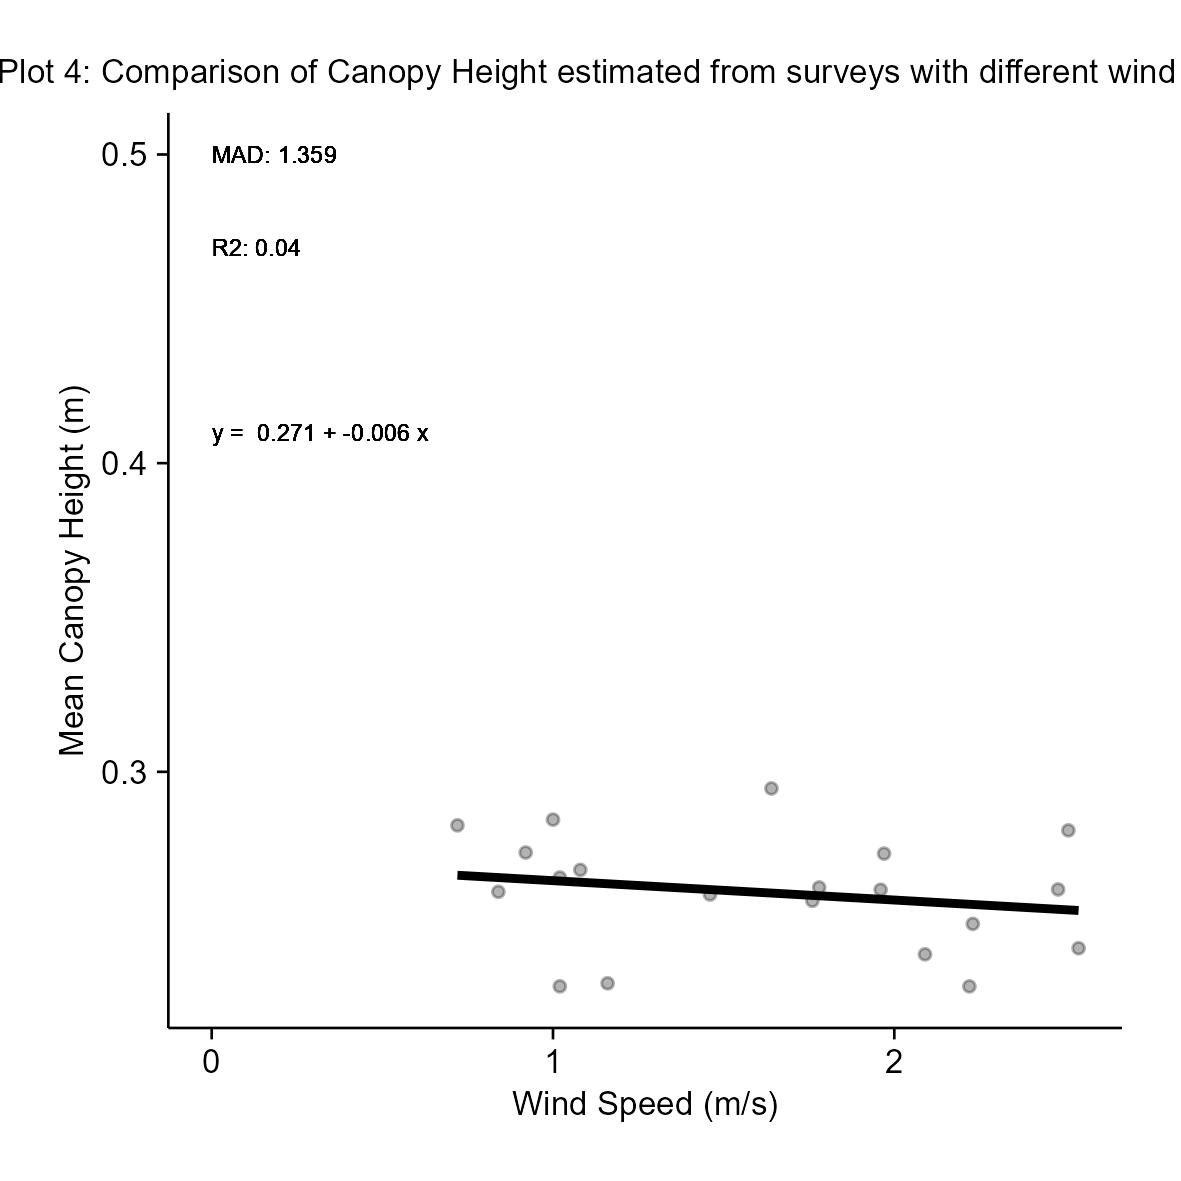 Plot 4: Comparison of Canopy Height estimated from surveys with different wind
0.5
MAD: 1.359
R2: 0.04
y =  0.271 + -0.006 x
0.4
Mean Canopy Height (m)
0.3
0
1
2
Wind Speed (m/s)